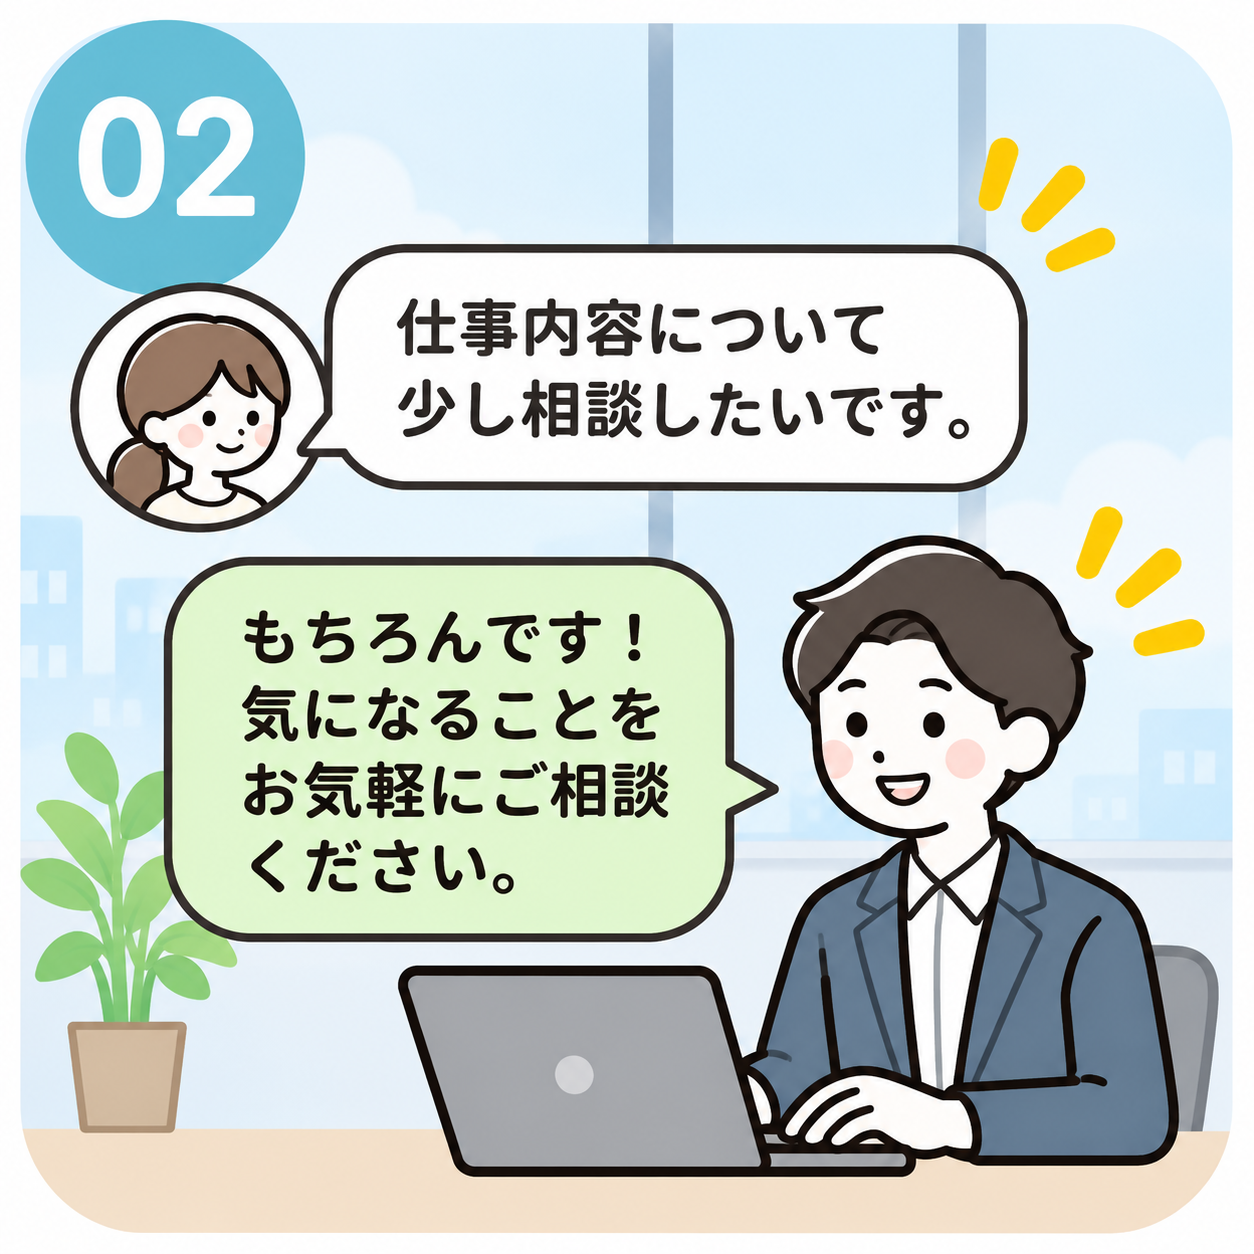 02
仕事内容について
少し相談したいです。
もちろんです！
気になることを
お気軽にご相談
ください。